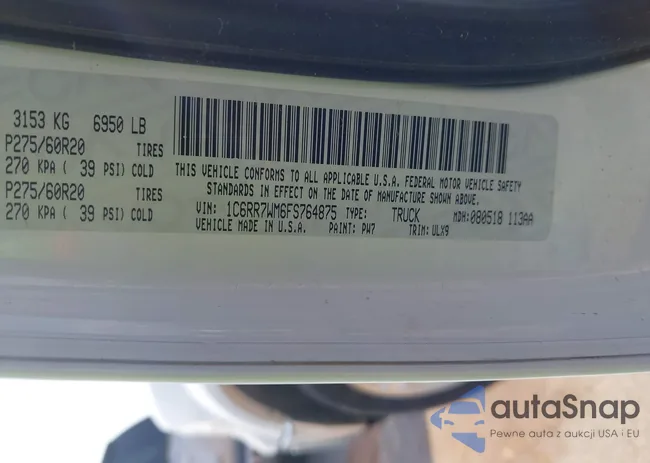 3153 KG 6950 LB
P275/60R20 TIRES
270 KPA ( 39 PSI) COLD
P275/60R20 TIRES
270 KPA ( 39 PSI) COLD
THIS VEHICLE CONFORMS TO ALL APPLICABLE U.S.A. FEDERAL MOTOR VEHICLE SAFETY
STANDARDS IN EFFECT ON THE DATE OF MANUFACTURE SHOWN ABOVE.
VIN: 1C6RR7WM6FS764875 TYPE: TRUCK MDH: 080518 113AA
VEHICLE MADE IN U.S.A. PAINT: PW7 TRIM: ULX9
autoSnap
Pewne auta z aukcji USA i EU